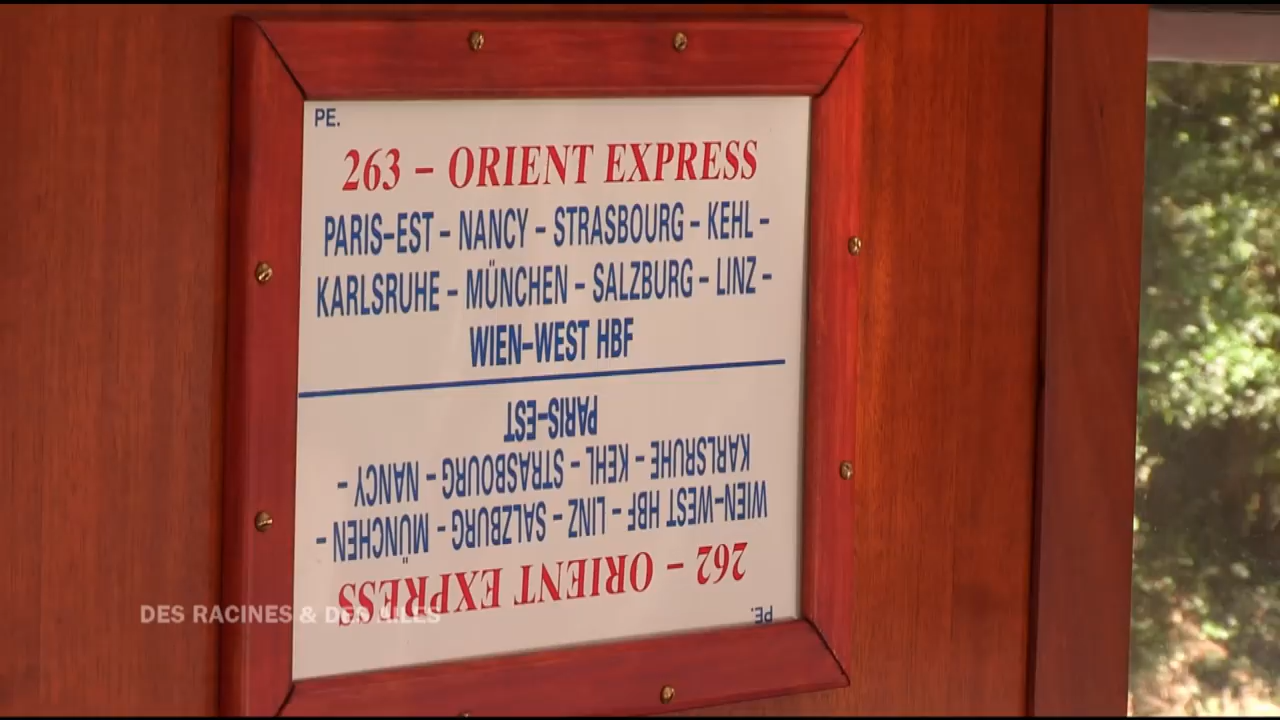 PE.
263 – ORIENT EXPRESS
PARIS–EST – NANCY – STRASBOURG – KEHL –
KARLSRUHE – MÜNCHEN – SALZBURG – LINZ –
WIEN–WEST HBF
PE.
262 – ORIENT EXPRESS
WIEN–WEST HBF – LINZ – SALZBURG – MÜNCHEN –
KARLSRUHE – KEHL – STRASBOURG – NANCY –
PARIS–EST
DES RACINES & DES AILES